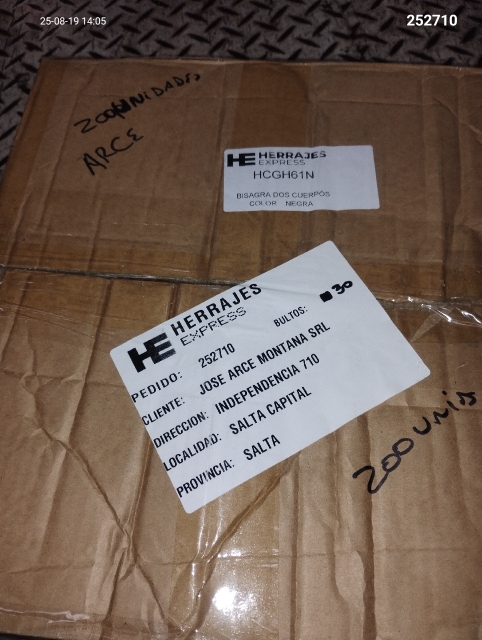 25-08-19 14:05
252710
200 UNIDADES
ARCE
HE HERRAJES
EXPRESS
HCGH61N
BISAGRA DOS CUERPOS
COLOR NEGRA
HE HERRAJES
EXPRESS
BULTOS: 30
PEDIDO: 252710
CLIENTE: JOSE ARCE MONTANA SRL
DIRECCION: INDEPENDENCIA 710
LOCALIDAD: SALTA CAPITAL
PROVINCIA: SALTA
200 UNIS